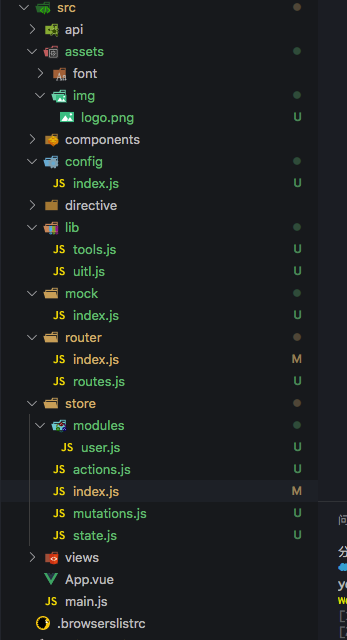 src
api
assets
font
img
logo.png U
components
config
JS index.js U
directive
lib
JS tools.js U
JS uitl.js U
mock
JS index.js U
router
JS index.js M
JS routes.js U
store
modules
JS user.js U
JS actions.js U
JS index.js M
JS mutations.js U
JS state.js U
views
App.vue
JS main.js
.browserslistrc